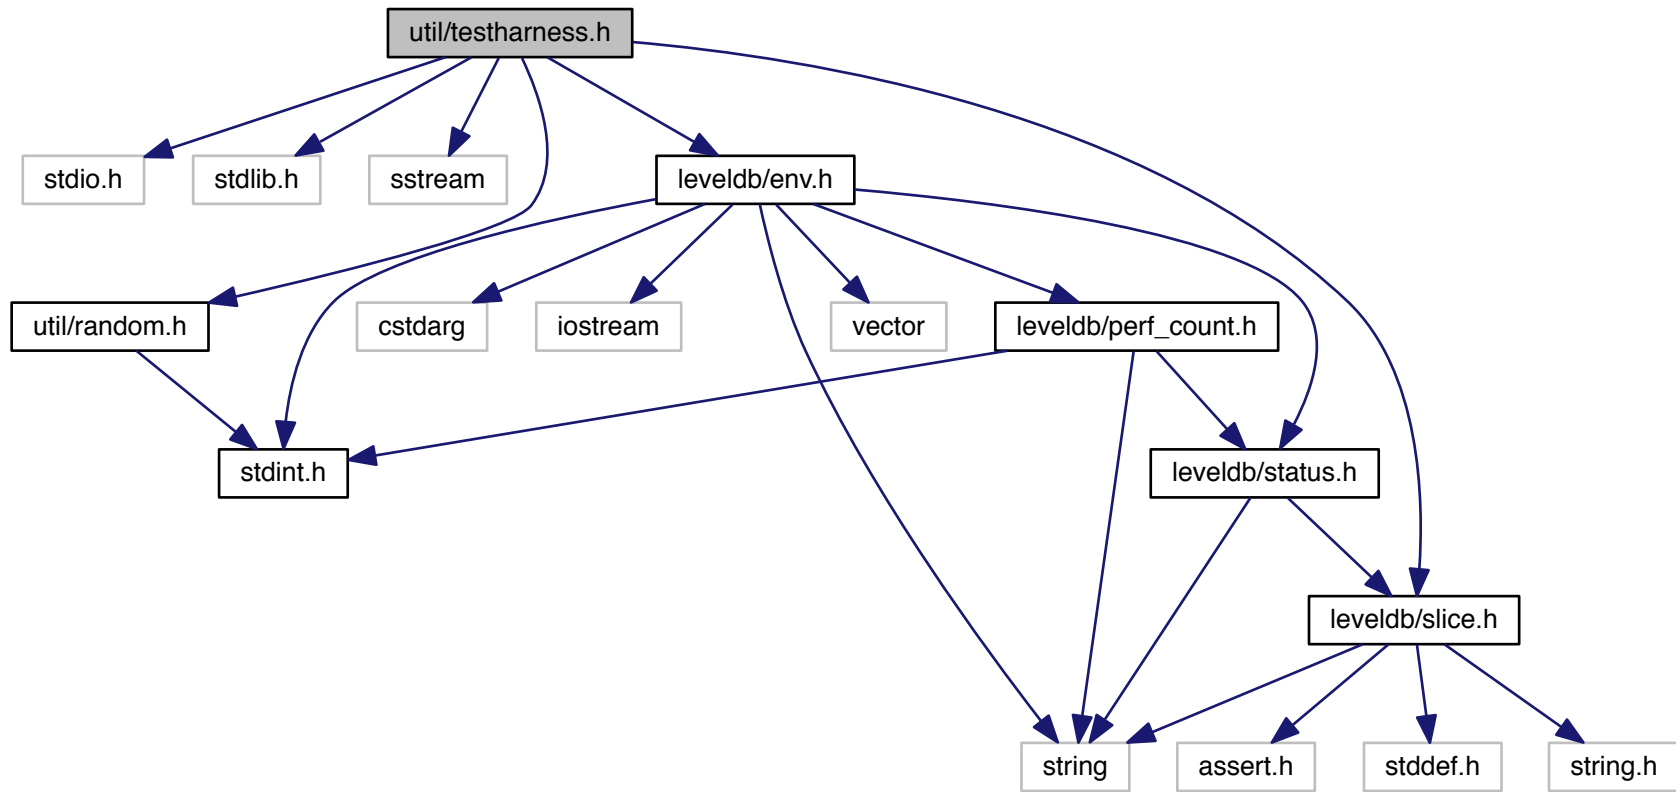 util/testharness.h
stdio.h
stdlib.h
sstream
leveldb/env.h
util/random.h
cstdarg
iostream
vector
leveldb/perf_count.h
stdint.h
leveldb/status.h
leveldb/slice.h
string
assert.h
stddef.h
string.h